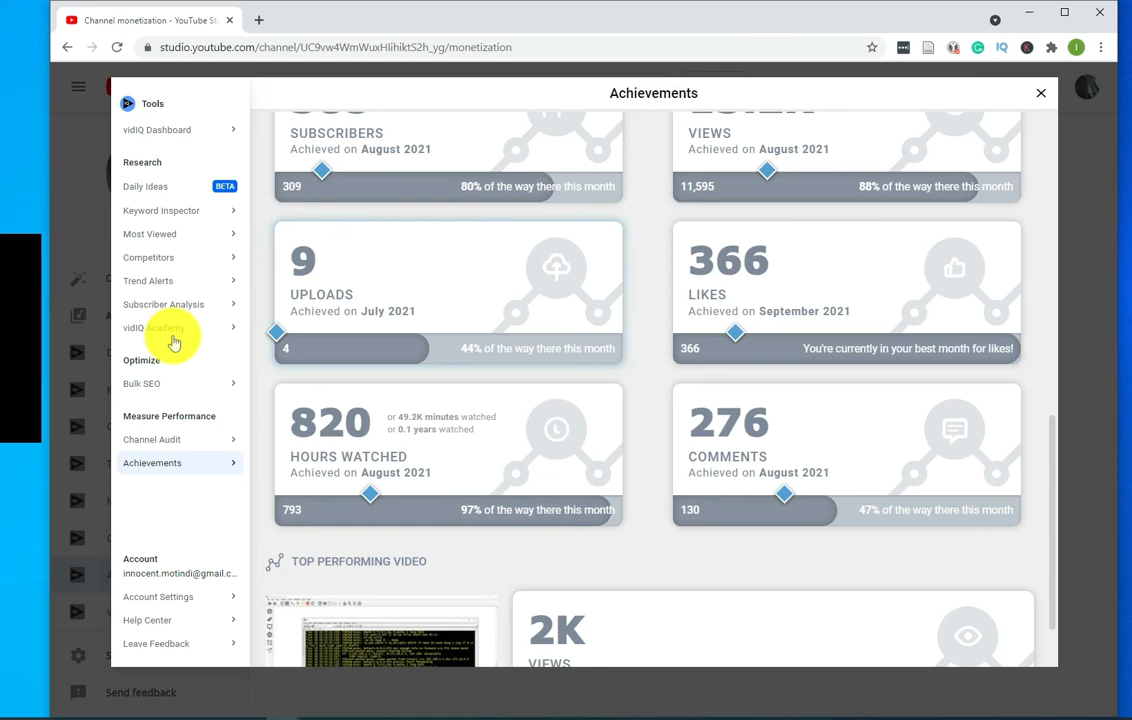 Channel monetization - YouTube St
studio.youtube.com/channel/UC9vw4WmWuxHIihiktS2h_yg/monetization
IQ
K
I
Achievements
Tools
vidIQ Dashboard
Research
Daily Ideas
BETA
Keyword Inspector
Most Viewed
Competitors
Trend Alerts
Subscriber Analysis
vidIQ Academy
Optimize
Bulk SEO
Measure Performance
Channel Audit
Achievements
Account
innocent.motindi@gmail.c...
Account Settings
Help Center
Leave Feedback
Send feedback
SUBSCRIBERS
Achieved on August 2021
309
80% of the way there this month
VIEWS
Achieved on August 2021
11,595
88% of the way there this month
9
UPLOADS
Achieved on July 2021
4
44% of the way there this month
366
LIKES
Achieved on September 2021
366
You're currently in your best month for likes!
820
or 49.2K minutes watched
or 0.1 years watched
HOURS WATCHED
Achieved on August 2021
793
97% of the way there this month
276
COMMENTS
Achieved on August 2021
130
47% of the way there this month
TOP PERFORMING VIDEO
2K
VIEWS